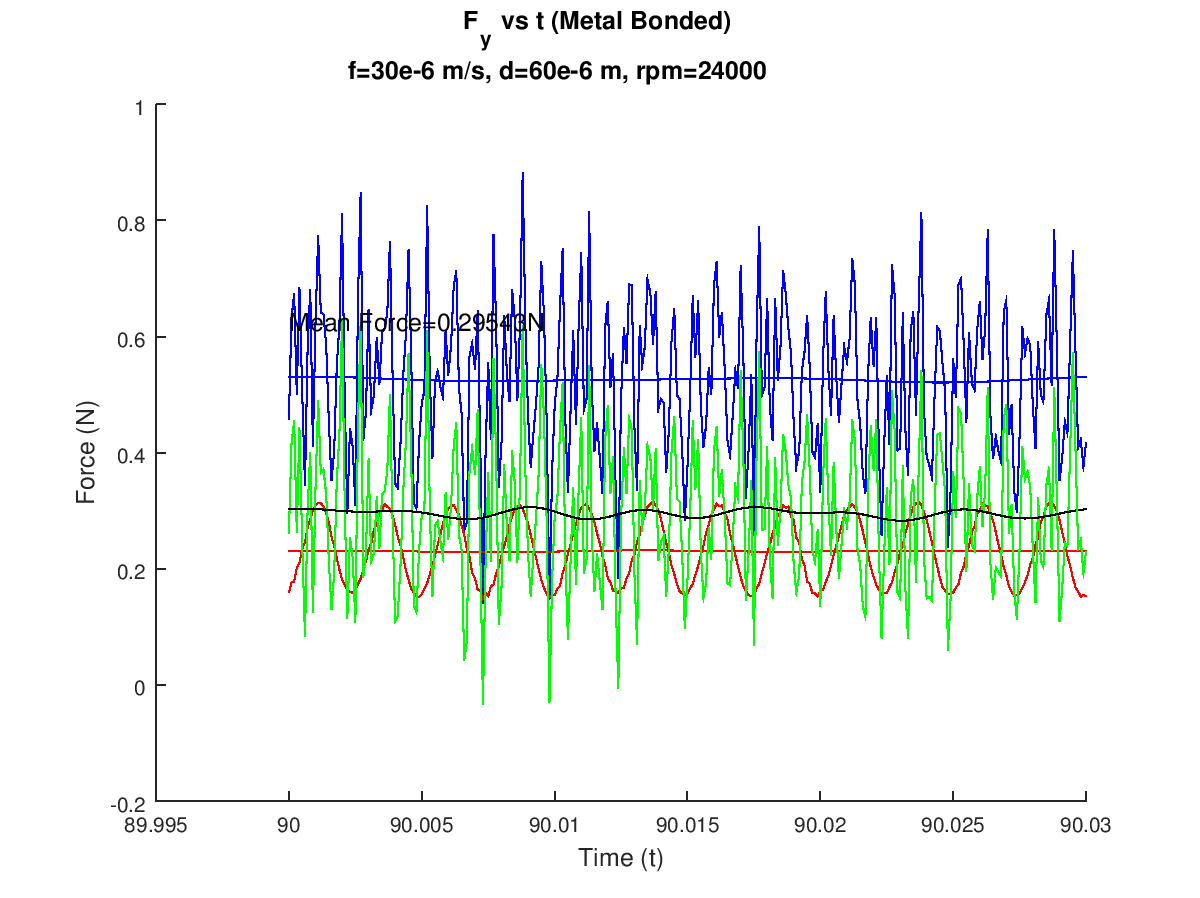 F_y vs t (Metal Bonded)
f=30e-6 m/s, d=60e-6 m, rpm=24000
1
0.8
0.6
0.4
0.2
0
-0.2
Force (N)
Mean Force=0.29543N
89.995 90 90.005 90.01 90.015 90.02 90.025 90.03
Time (t)